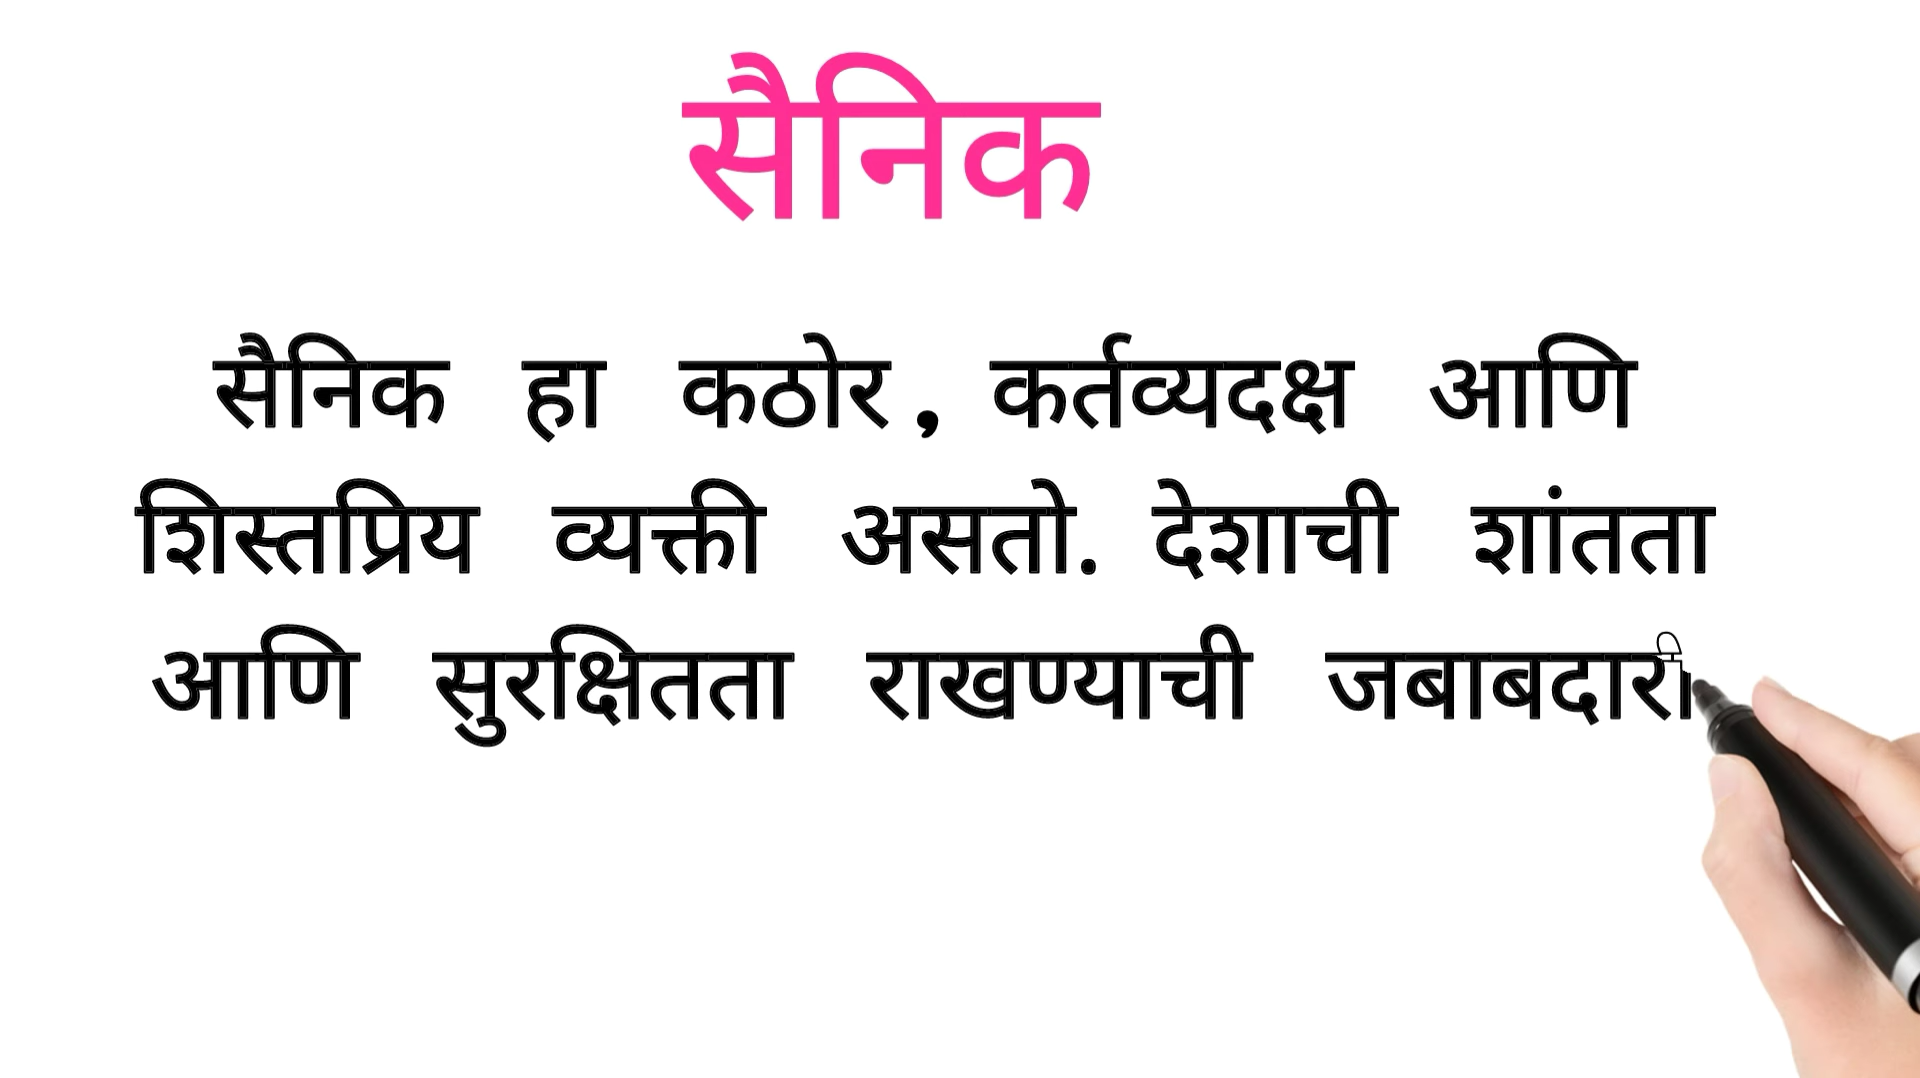 सैनिक
सैनिक हा कठोर, कर्तव्यदक्ष आणि
शिस्तप्रिय व्यक्ती असतो. देशाची शांतता
आणि सुरक्षितता राखण्याची जबाबदारी